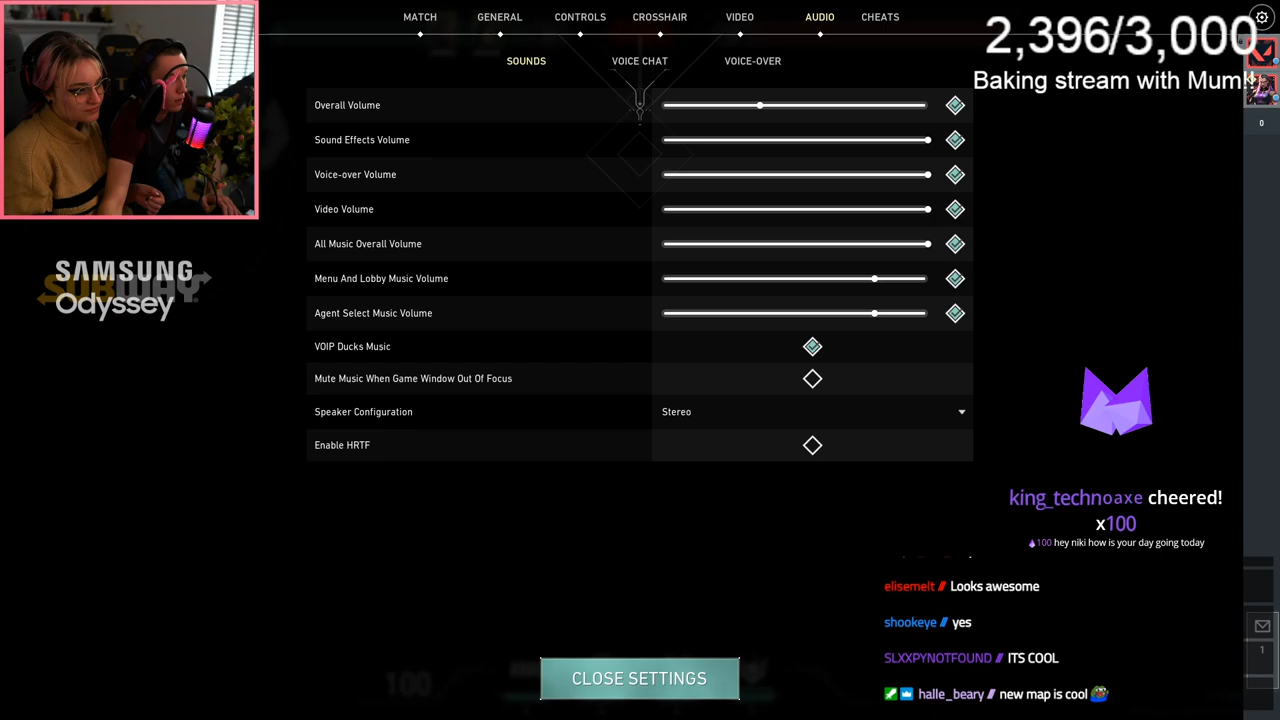 MATCH GENERAL CONTROLS CROSSHAIR VIDEO AUDIO CHEATS
SOUNDS VOICE CHAT VOICE-OVER
2,396/3,000
Baking stream with Mum!!
Overall Volume
Sound Effects Volume
Voice-over Volume
Video Volume
All Music Overall Volume
Menu And Lobby Music Volume
Agent Select Music Volume
VOIP Ducks Music
Mute Music When Game Window Out Of Focus
Speaker Configuration Stereo
Enable HRTF
0
SAMSUNG
SUBWAY
Odyssey
king_technoaxe cheered!
x100
100 hey niki how is your day going today
elisemelt // Looks awesome
shookeye // yes
SLXXPYNOTFOUND // ITS COOL
halle_beary // new map is cool
1
CLOSE SETTINGS
100